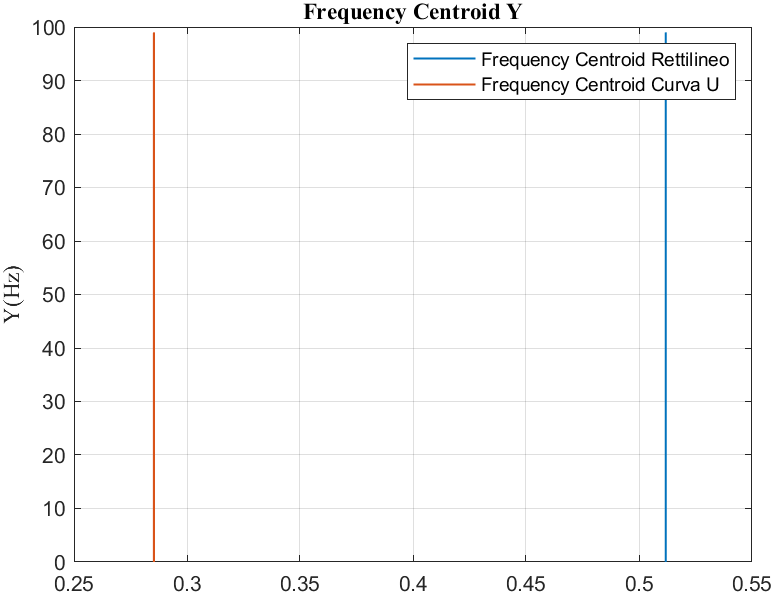 Frequency Centroid Y
Frequency Centroid Rettilineo
Frequency Centroid Curva U
Y(Hz)
100
90
80
70
60
50
40
30
20
10
0
0.25 0.3 0.35 0.4 0.45 0.5 0.55